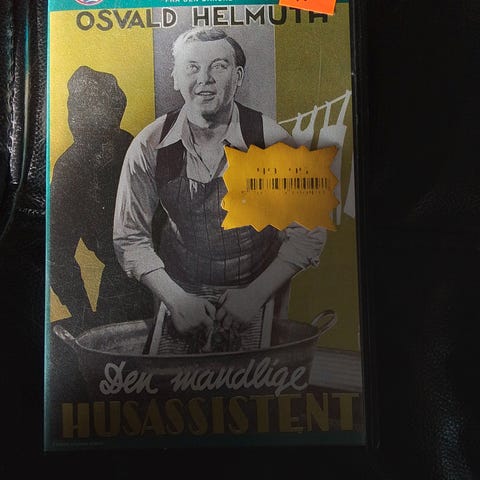 OSVALD HELMUTH
Den mandlige
HUSASSISTENT